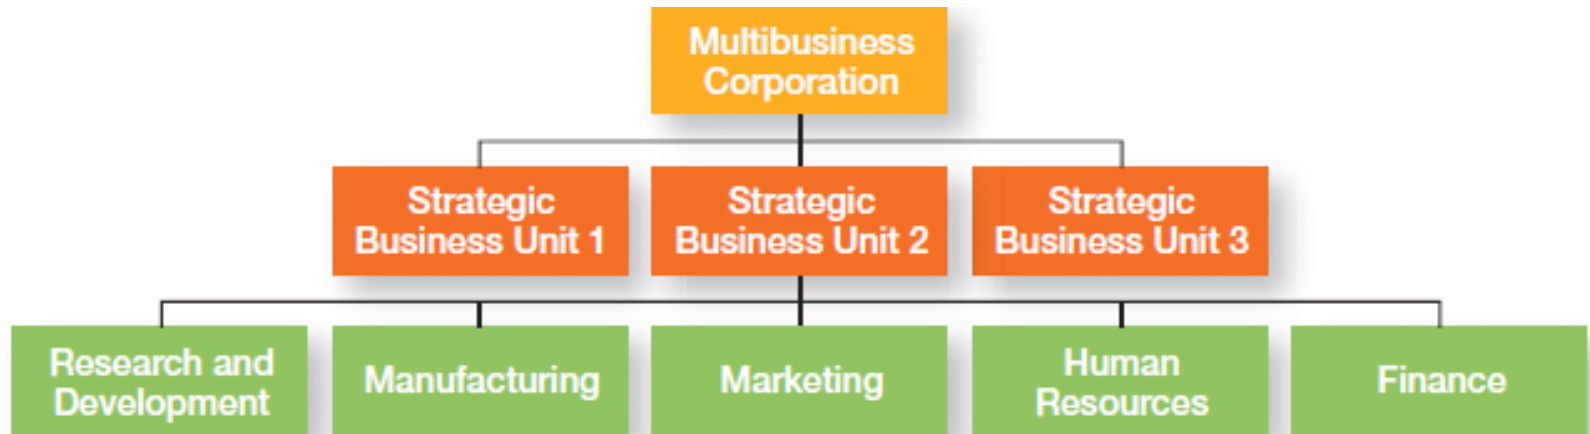 Multibusiness
Corporation
Strategic
Business Unit 1
Strategic
Business Unit 2
Strategic
Business Unit 3
Research and
Development
Manufacturing
Marketing
Human
Resources
Finance